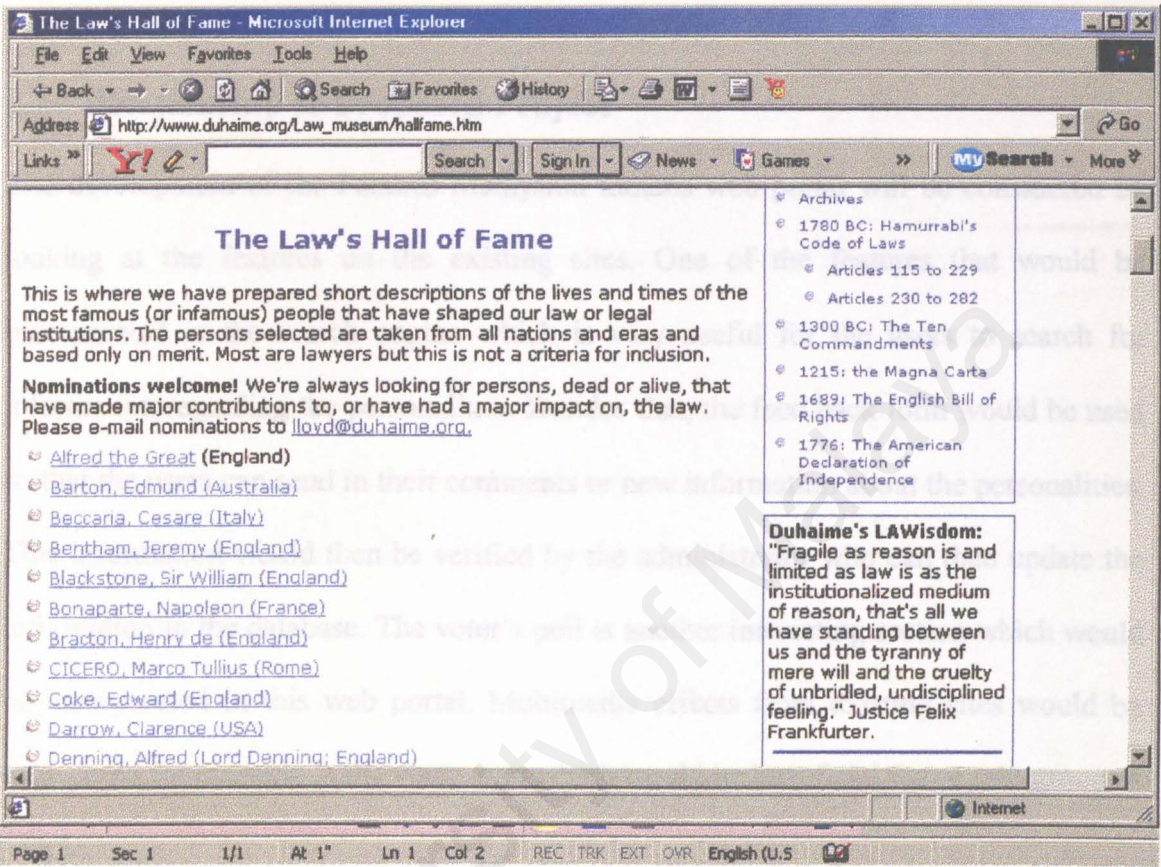 The Law's Hall of Fame - Microsoft Internet Explorer
File Edit View Favorites Tools Help
Back Search Favorites History
Address http://www.duhaime.org/Law_museum/hallfame.htm Go
Links » Y! Search Sign In News Games » My Search More
The Law's Hall of Fame
This is where we have prepared short descriptions of the lives and times of the
most famous (or infamous) people that have shaped our law or legal
institutions. The persons selected are taken from all nations and eras and
based only on merit. Most are lawyers but this is not a criteria for inclusion.
Nominations welcome! We're always looking for persons, dead or alive, that
have made major contributions to, or have had a major impact on, the law.
Please e-mail nominations to lloyd@duhaime.org.
Alfred the Great (England)
Barton, Edmund (Australia)
Beccaria, Cesare (Italy)
Bentham, Jeremy (England)
Blackstone, Sir William (England)
Bonaparte, Napoleon (France)
Bracton, Henry de (England)
CICERO, Marco Tullius (Rome)
Coke, Edward (England)
Darrow, Clarence (USA)
Denning, Alfred (Lord Denning; England)
Archives
1780 BC: Hamurrabi's
Code of Laws
Articles 115 to 229
Articles 230 to 282
1300 BC: The Ten
Commandments
1215: the Magna Carta
1689: The English Bill of
Rights
1776: The American
Declaration of
Independence
Duhaime's LAWisdom:
"Fragile as reason is and
limited as law is as the
institutionalized medium
of reason, that's all we
have standing between
us and the tyranny of
mere will and the cruelty
of unbridled, undisciplined
feeling." Justice Felix
Frankfurter.
Internet
Page 1 Sec 1 1/1 At 1" Ln 1 Col 2 REC TRK EXT OVR English (U.S
of Malaya